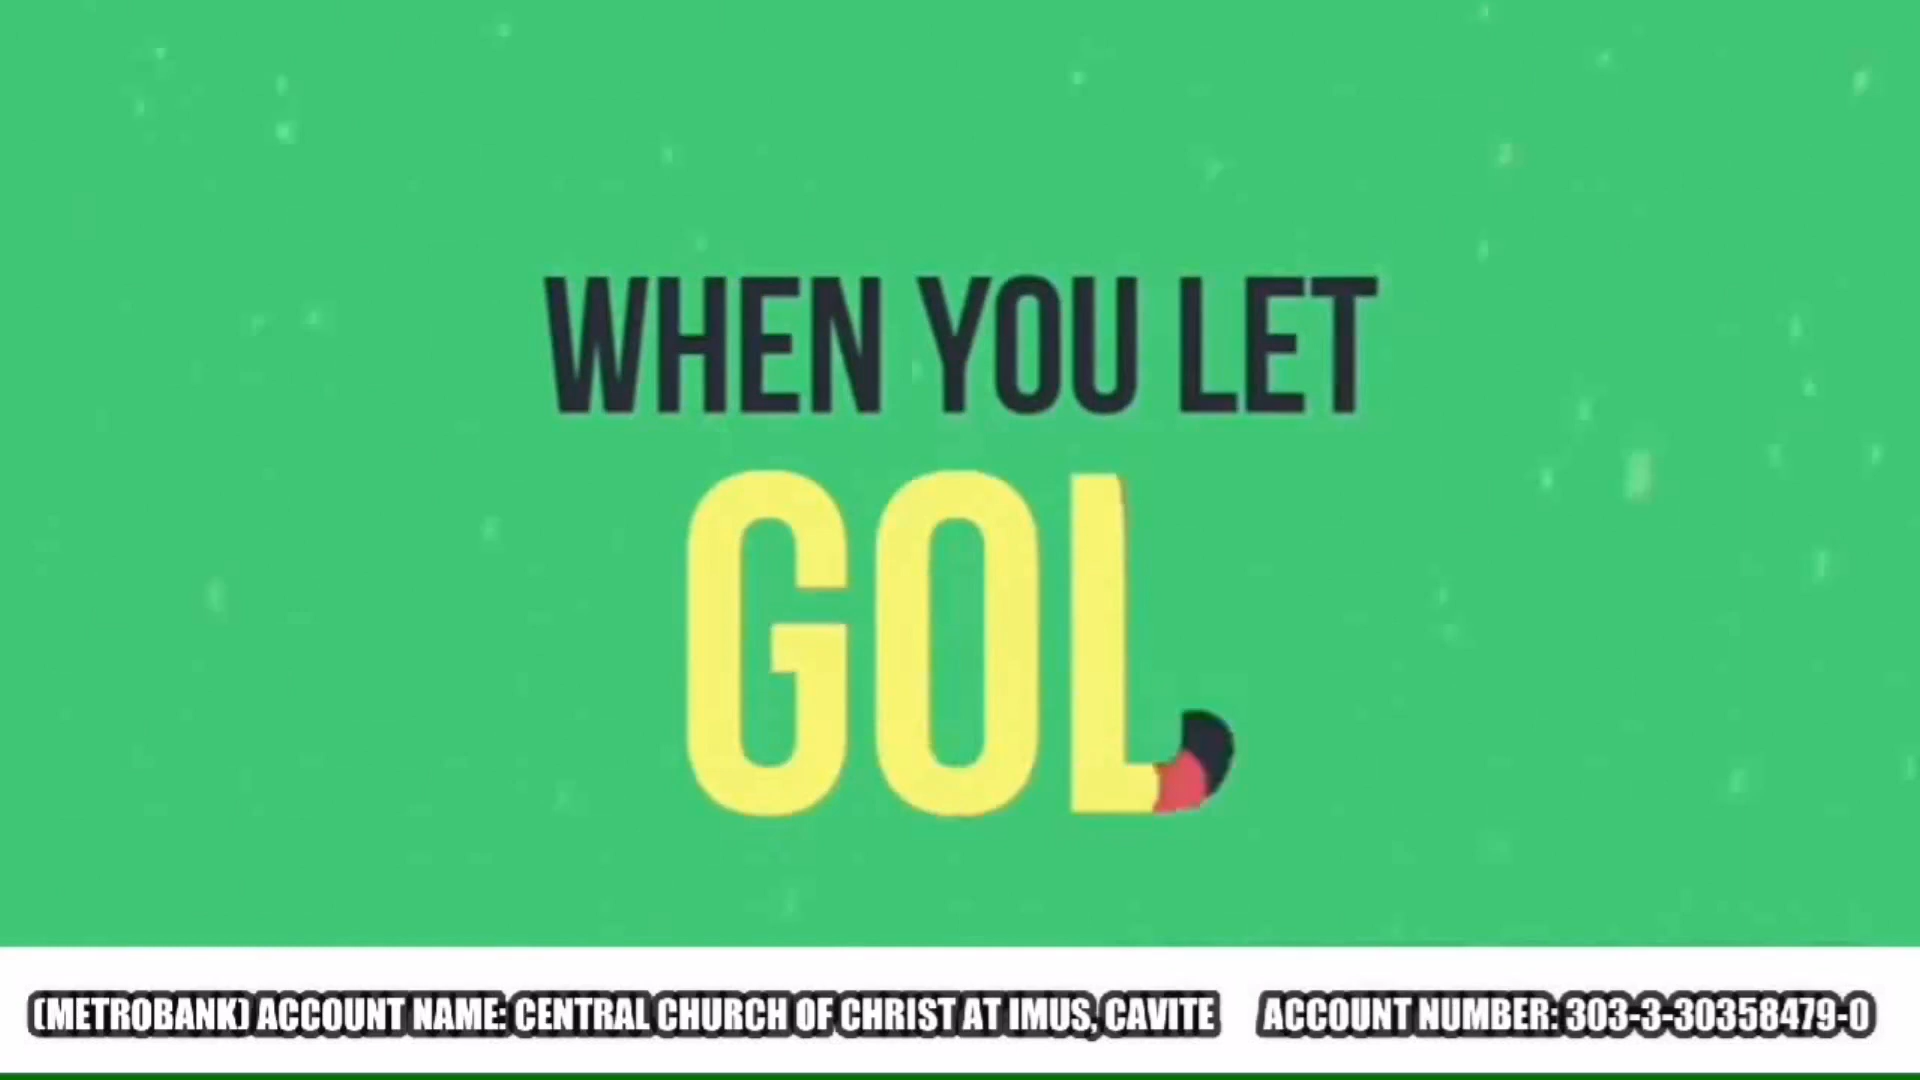 WHEN YOU LET
GOL
(METROBANK) ACCOUNT NAME: CENTRAL CHURCH OF CHRIST AT IMUS, CAVITE ACCOUNT NUMBER: 303-3-30358479-0